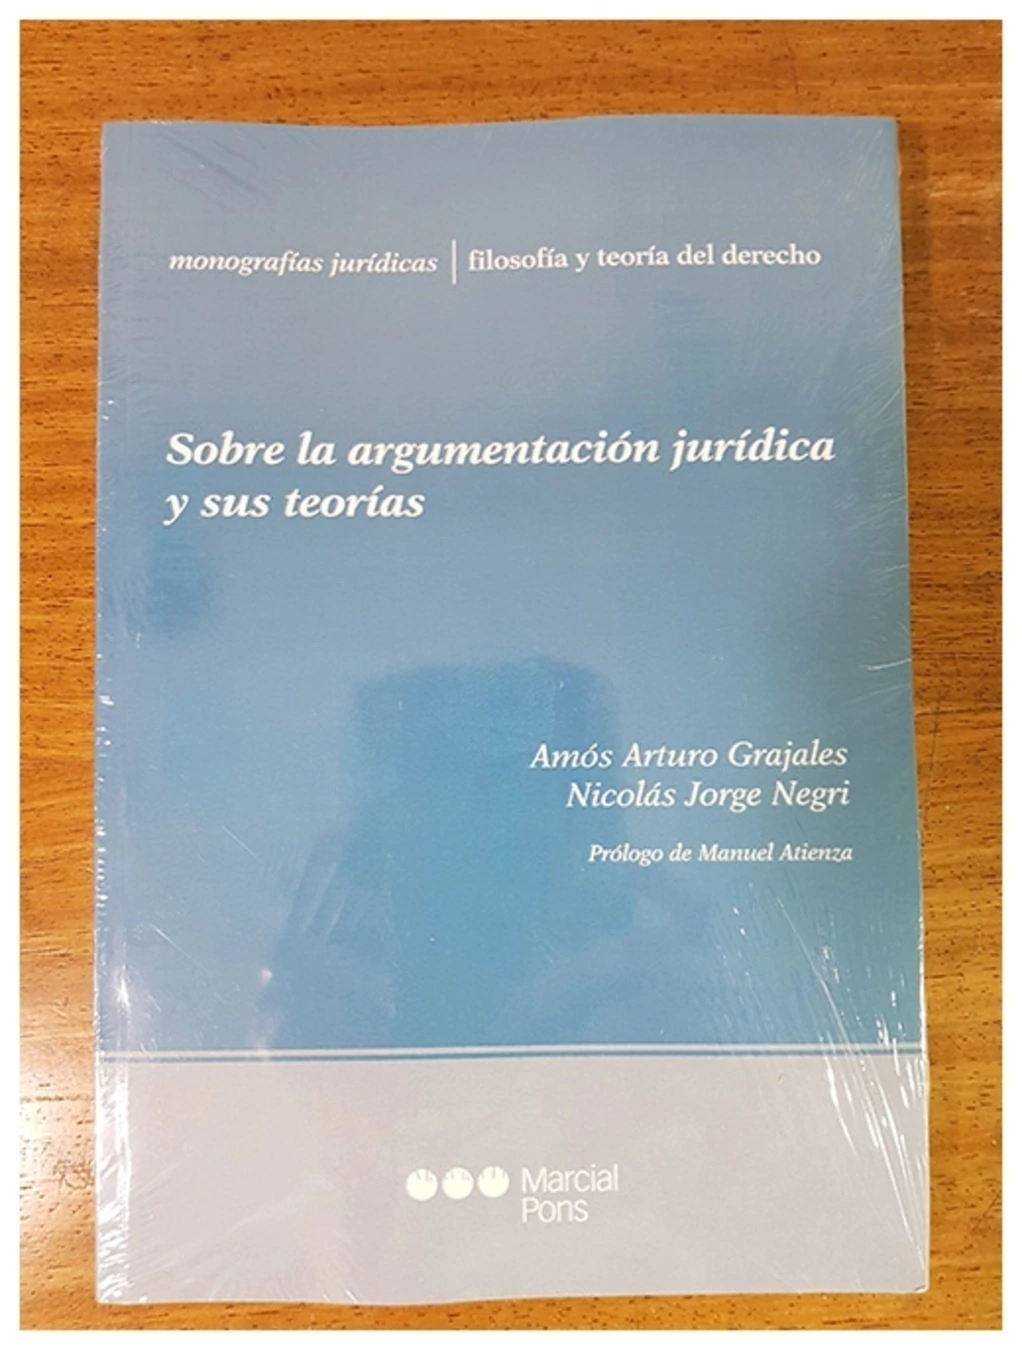 monografías jurídicas | filosofía y teoría del derecho
Sobre la argumentación jurídica
y sus teorías
Amós Arturo Grajales
Nicolás Jorge Negri
Prólogo de Manuel Atienza
Marcial
Pons